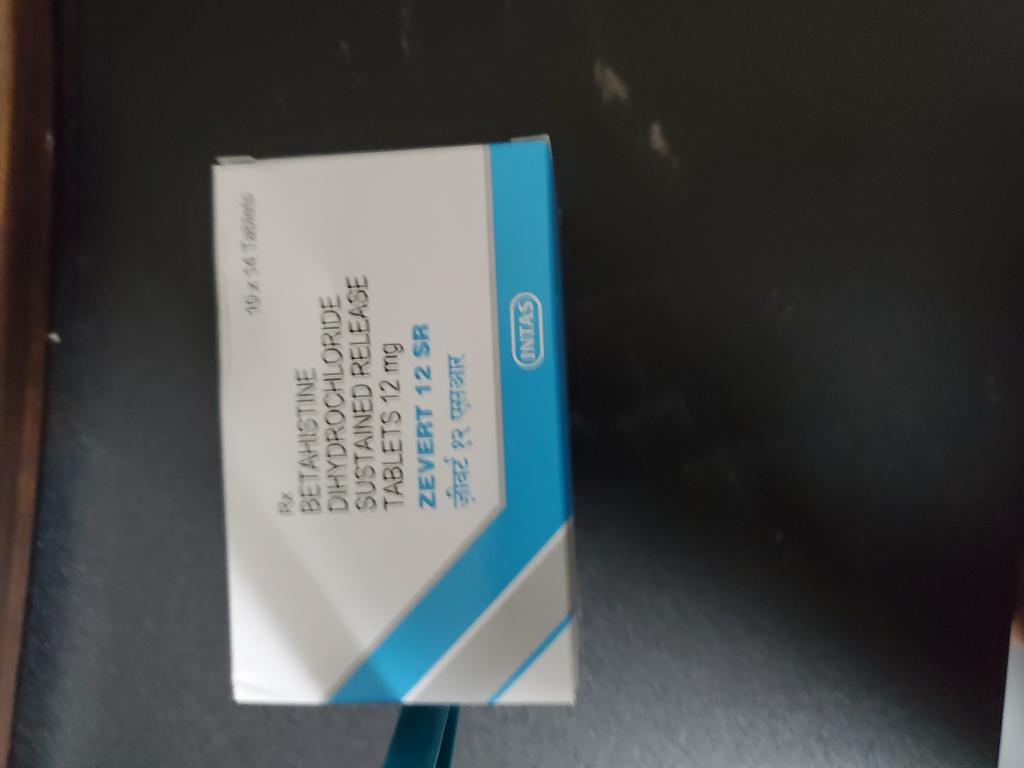 10 x 14 Tablets
Rx
BETAHISTINE
DIHYDROCHLORIDE
SUSTAINED RELEASE
TABLETS 12 mg
ZEVERT 12 SR
ज़ीवर्ट १२ एसआर
INTAS